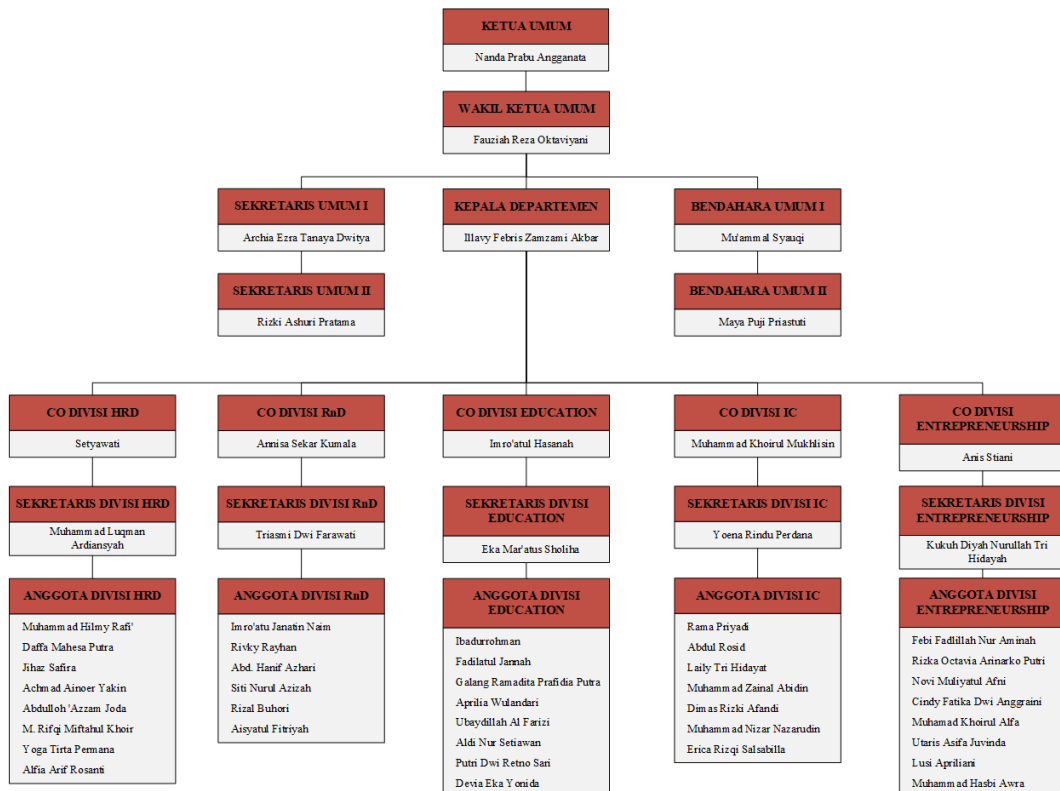 KETUA UMUM
Nanda Prabu Angganata
WAKIL KETUA UMUM
Fauziah Reza Oktaviyani
SEKRETARIS UMUM I
Archia Ezra Tanaya Dwitya
KEPALA DEPARTEMEN
Illavy Febris Zamzami Akbar
BENDAHARA UMUM I
Mu'ammal Syauqi
SEKRETARIS UMUM II
Rizki Ashuri Pratama
BENDAHARA UMUM II
Maya Puji Priastuti
CO DIVISI HRD
Setyawati
SEKRETARIS DIVISI HRD
Muhammad Luqman
Ardiansyah
ANGGOTA DIVISI HRD
Muhammad Hilmy Rafi'
Daffa Mahesa Putra
Jihaz Safira
Achmad Ainoer Yakin
Abdulloh 'Azzam Joda
M. Rifqi Miftahul Khoir
Yoga Tirta Permana
Alfia Arif Rosanti
CO DIVISI RnD
Annisa Sekar Kumala
SEKRETARIS DIVISI RnD
Triasmi Dwi Farawati
ANGGOTA DIVISI RnD
Imro'atu Janatin Naim
Rivky Rayhan
Abd. Hanif Azhari
Siti Nurul Azizah
Rizal Buhori
Aisyatul Fitriyah
CO DIVISI EDUCATION
Imro'atul Hasanah
SEKRETARIS DIVISI
EDUCATION
Eka Mar'atus Sholiha
ANGGOTA DIVISI
EDUCATION
Ibadurrohman
Fadilatul Jannah
Galang Ramadita Prafidia Putra
Aprilia Wulandari
Ubaydillah Al Farizi
Aldi Nur Setiawan
Putri Dwi Retno Sari
Devia Eka Yonida
CO DIVISI IC
Muhammad Khoirul Mukhlisin
SEKRETARIS DIVISI IC
Yoena Rindu Perdana
ANGGOTA DIVISI IC
Rama Priyadi
Abdul Rosid
Laily Tri Hidayat
Muhammad Zainal Abidin
Dimas Rizki Afandi
Muhammad Nizar Nazarudin
Erica Rizqi Salsabilla
CO DIVISI
ENTREPRENEURSHIP
Anis Stiani
SEKRETARIS DIVISI
ENTREPRENEURSHIP
Kukuh Diyah Nurullah Tri
Hidayah
ANGGOTA DIVISI
ENTREPRENEURSHIP
Febi Fadlillah Nur Aminah
Rizka Octavia Arinarko Putri
Novi Muliyatul Afni
Cindy Fatika Dwi Anggraini
Muhamad Khoirul Alfa
Utaris Asifa Juvinda
Lusi Apriliani
Muhammad Hasbi Awra